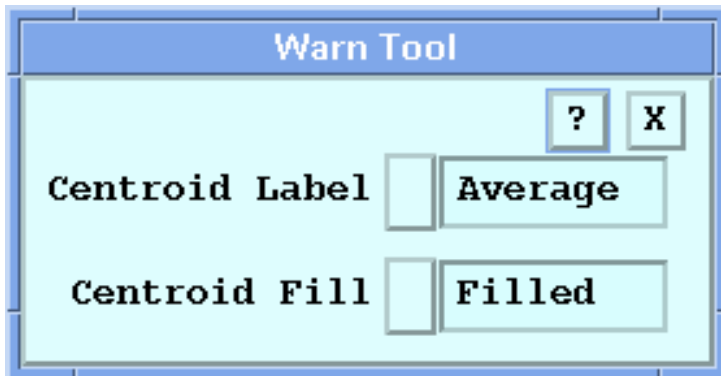 Warn Tool
? X
Centroid Label Average
Centroid Fill Filled